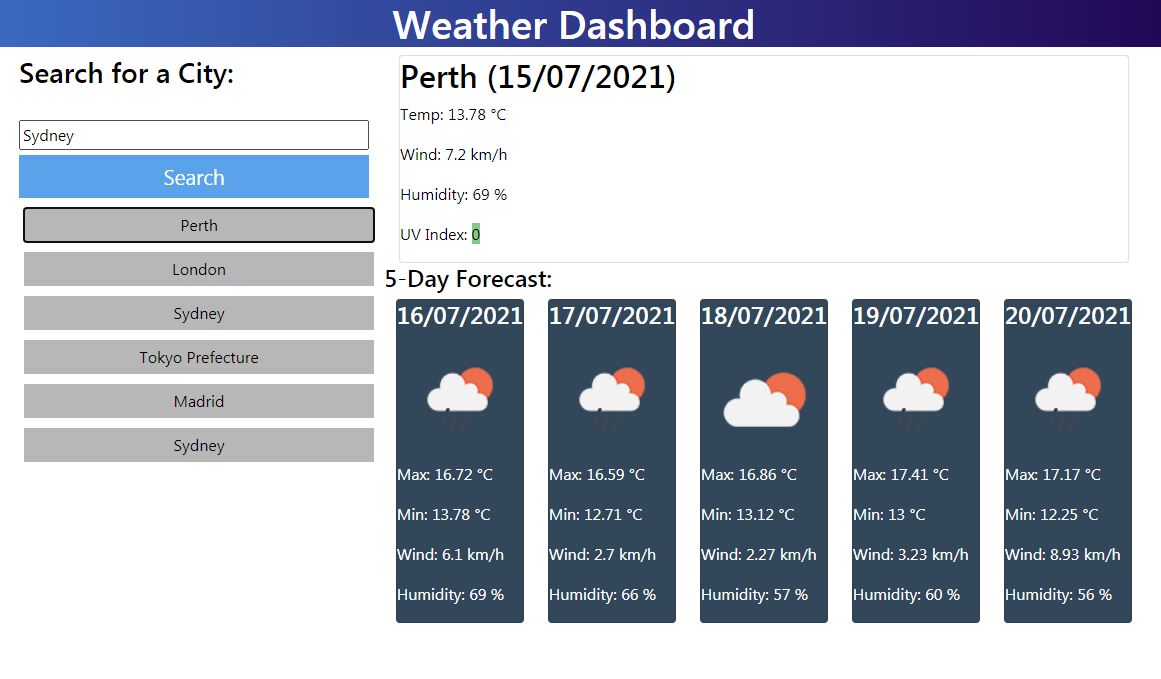 Weather Dashboard
Search for a City:
Sydney
Search
Perth
London
Sydney
Tokyo Prefecture
Madrid
Sydney
Perth (15/07/2021)
Temp: 13.78 °C
Wind: 7.2 km/h
Humidity: 69 %
UV Index: 0
5-Day Forecast:
16/07/2021
Max: 16.72 °C
Min: 13.78 °C
Wind: 6.1 km/h
Humidity: 69 %
17/07/2021
Max: 16.59 °C
Min: 12.71 °C
Wind: 2.7 km/h
Humidity: 66 %
18/07/2021
Max: 16.86 °C
Min: 13.12 °C
Wind: 2.27 km/h
Humidity: 57 %
19/07/2021
Max: 17.41 °C
Min: 13 °C
Wind: 3.23 km/h
Humidity: 60 %
20/07/2021
Max: 17.17 °C
Min: 12.25 °C
Wind: 8.93 km/h
Humidity: 56 %